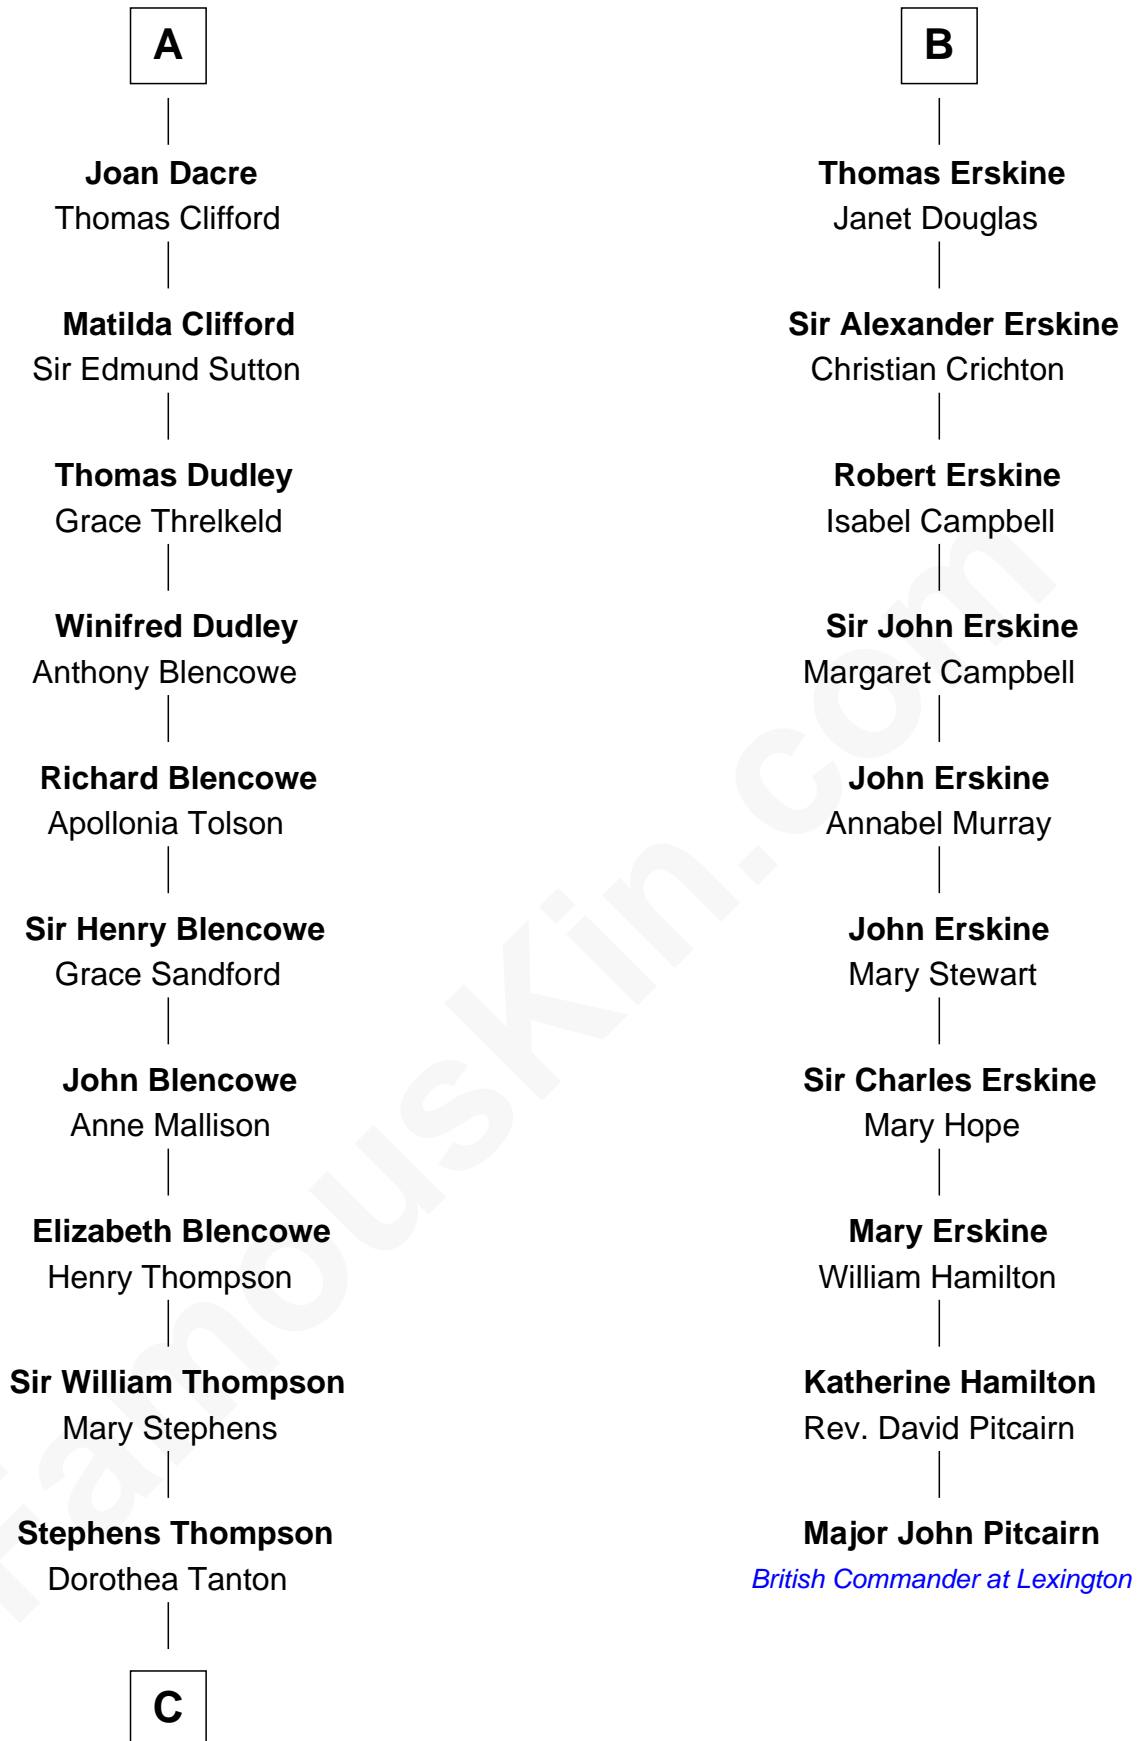 A
Joan Dacre
Thomas Clifford
Matilda Clifford
Sir Edmund Sutton
Thomas Dudley
Grace Threlkeld
Winifred Dudley
Anthony Blencowe
Richard Blencowe
Apollonia Tolson
Sir Henry Blencowe
Grace Sandford
John Blencowe
Anne Mallison
Elizabeth Blencowe
Henry Thompson
Sir William Thompson
Mary Stephens
Stephens Thompson
Dorothea Tanton
C
B
Thomas Erskine
Janet Douglas
Sir Alexander Erskine
Christian Crichton
Robert Erskine
Isabel Campbell
Sir John Erskine
Margaret Campbell
John Erskine
Annabel Murray
John Erskine
Mary Stewart
Sir Charles Erskine
Mary Hope
Mary Erskine
William Hamilton
Katherine Hamilton
Rev. David Pitcairn
Major John Pitcairn
British Commander at Lexington
FamousKin.com